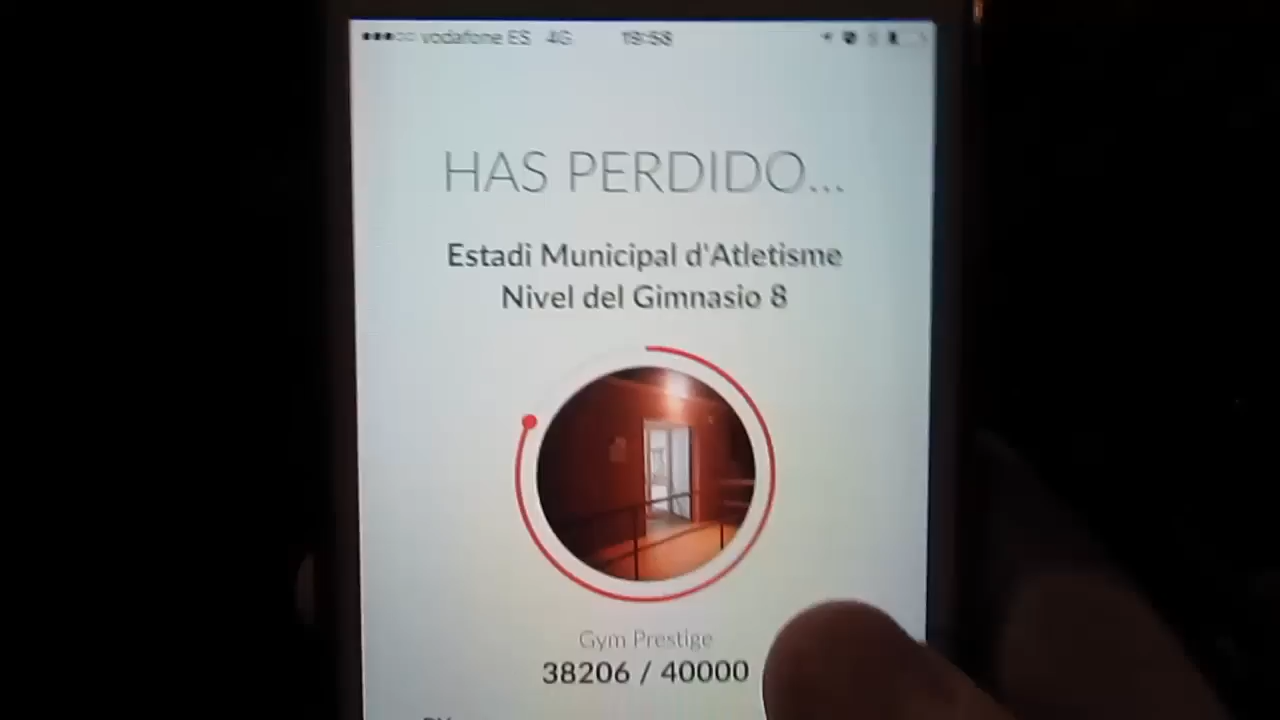 vodafone ES 4G 19:58
HAS PERDIDO...
Estadi Municipal d'Atletisme
Nivel del Gimnasio 8
Gym Prestige
38206 / 40000